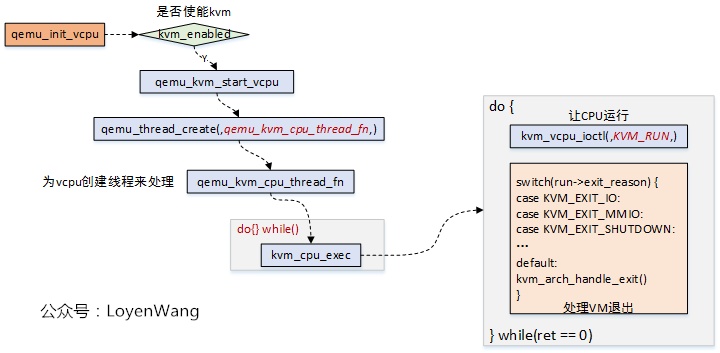 是否使能kvm
qemu_init_vcpu
kvm_enabled
Y
qemu_kvm_start_vcpu
qemu_thread_create(,qemu_kvm_cpu_thread_fn,)
为vcpu创建线程来处理
qemu_kvm_cpu_thread_fn
do{} while()
kvm_cpu_exec
公众号：LoyenWang
do {
让CPU运行
kvm_vcpu_ioctl(,KVM_RUN,)
switch(run->exit_reason) {
case KVM_EXIT_IO:
case KVM_EXIT_MMIO:
case KVM_EXIT_SHUTDOWN:
...
default:
kvm_arch_handle_exit()
}
处理VM退出
} while(ret == 0)